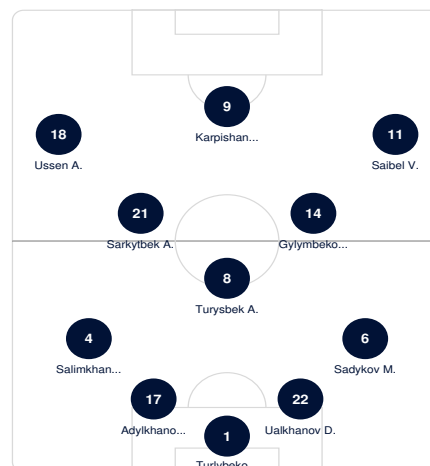 9
Karpishan...
18
Ussen A.
11
Saibel V.
21
Sarkytbek A.
14
Gylymbeko...
8
Turysbek A.
4
Salimkhan...
6
Sadykov M.
17
Adylkhano...
22
Ualkhanov D.
1
Turlybeko...